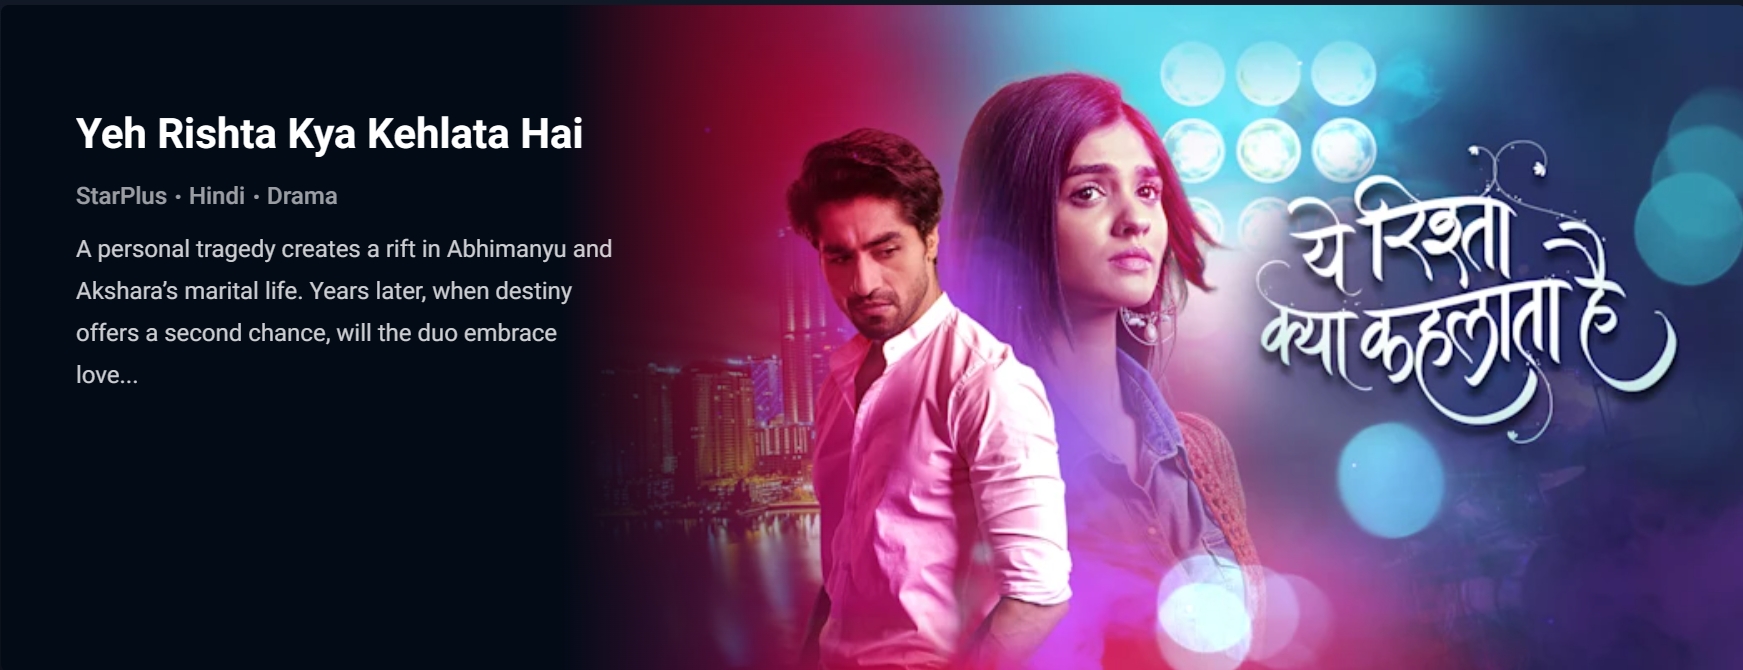 Yeh Rishta Kya Kehlata Hai
StarPlus • Hindi • Drama
A personal tragedy creates a rift in Abhimanyu and
Akshara’s marital life. Years later, when destiny
offers a second chance, will the duo embrace
love...
ये रिश्ता
क्या कहलाता है